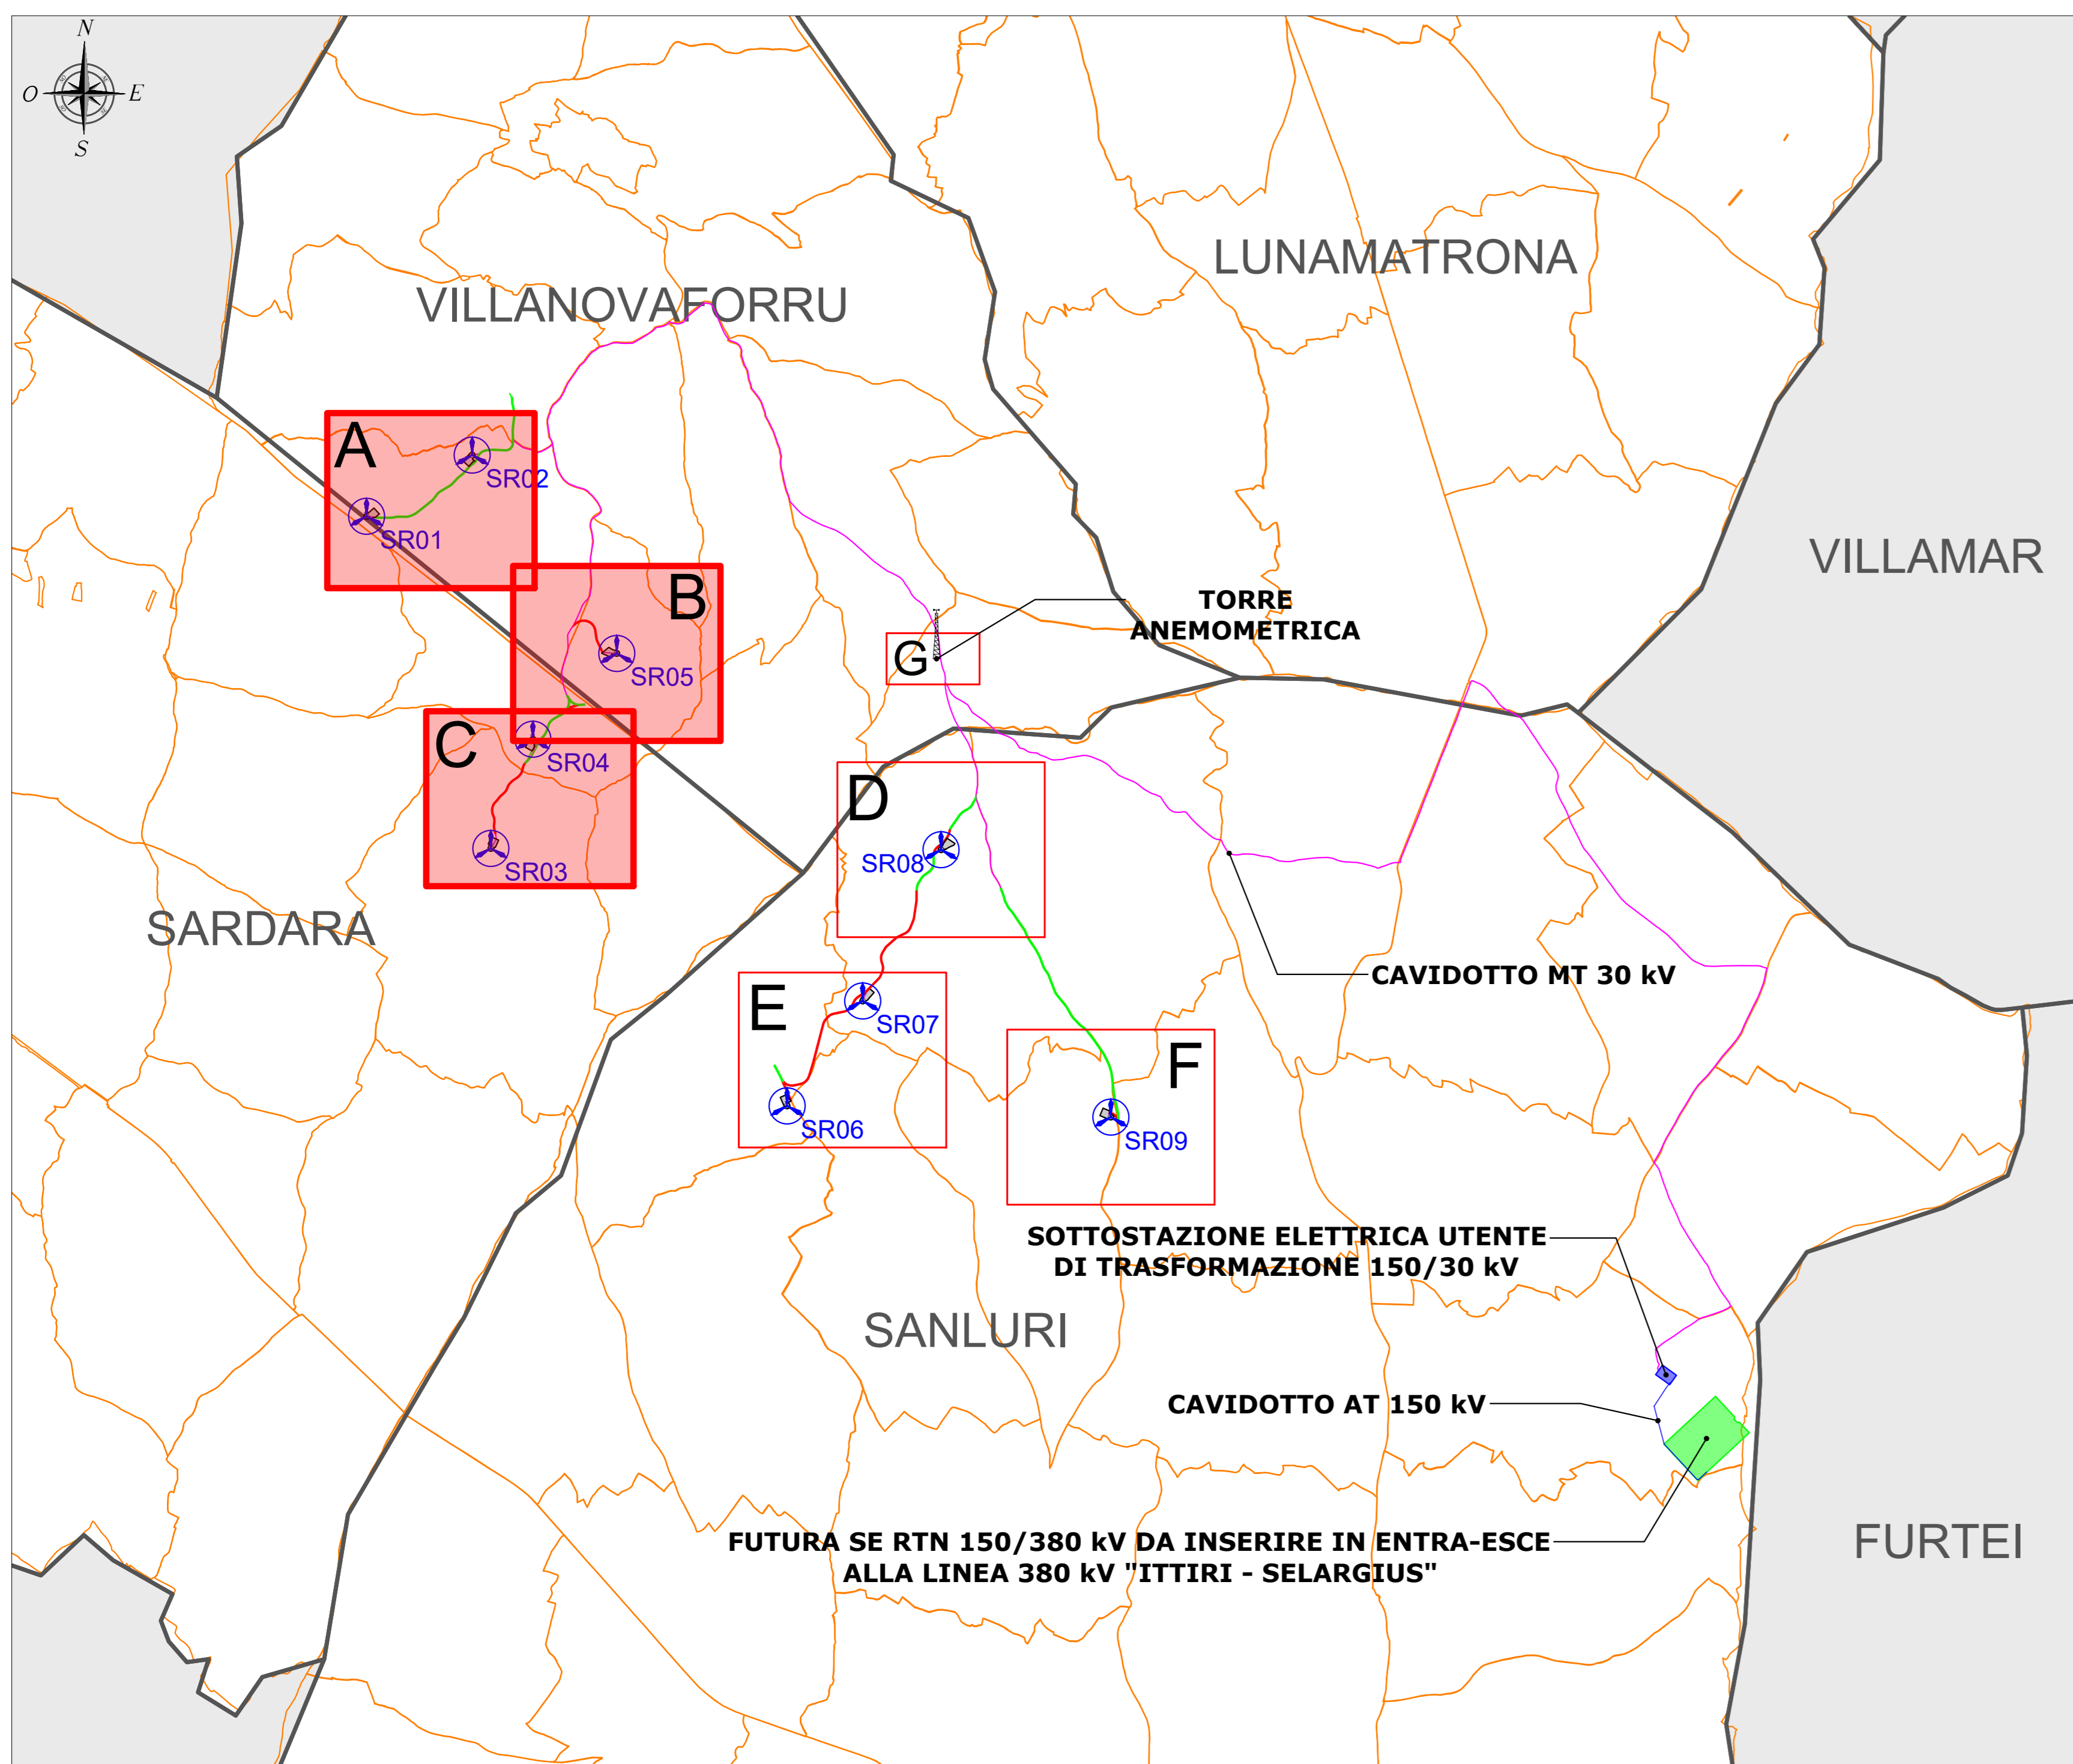 N
O
E
S
LUNAMATRONA
VILLANOVAFORRU
A
SR02
SR01
VILLAMAR
B
TORRE
ANEMOMETRICA
G
SR05
C
SR04
D
SR08
SR03
SARDARA
CAVIDOTTO MT 30 kV
E
SR07
F
SR06
SR09
SOTTOSTAZIONE ELETTRICA UTENTE
DI TRASFORMAZIONE 150/30 kV
SANLURI
CAVIDOTTO AT 150 kV
FUTURA SE RTN 150/380 kV DA INSERIRE IN ENTRA-ESCE
ALLA LINEA 380 kV "ITTIRI - SELARGIUS"
FURTEI